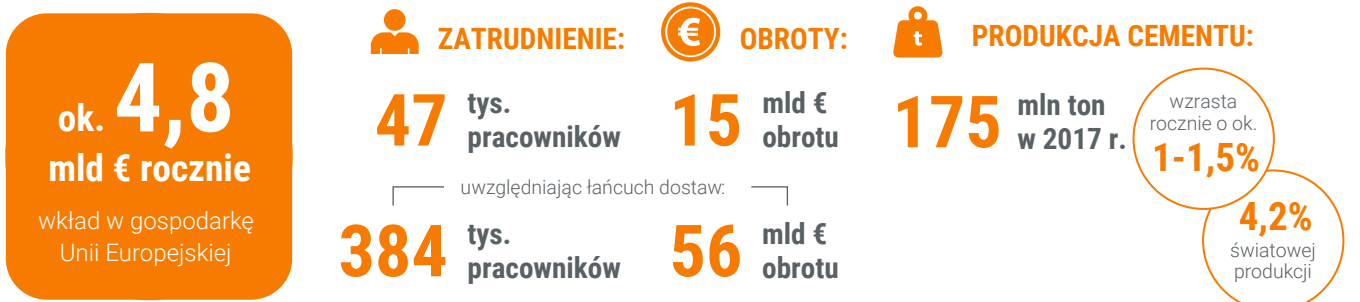 ok. 4,8
mld € rocznie
wkład w gospodarkę
Unii Europejskiej
ZATRUDNIENIE:
47 tys.
pracowników
uwzględniając łańcuch dostaw:
384 tys.
pracowników
€
OBROTY:
15 mld €
obrotu
56 mld €
obrotu
t
PRODUKCJA CEMENTU:
175 mln ton
w 2017 r.
wzrasta
rocznie o ok.
1-1,5%
4,2%
światowej
produkcji